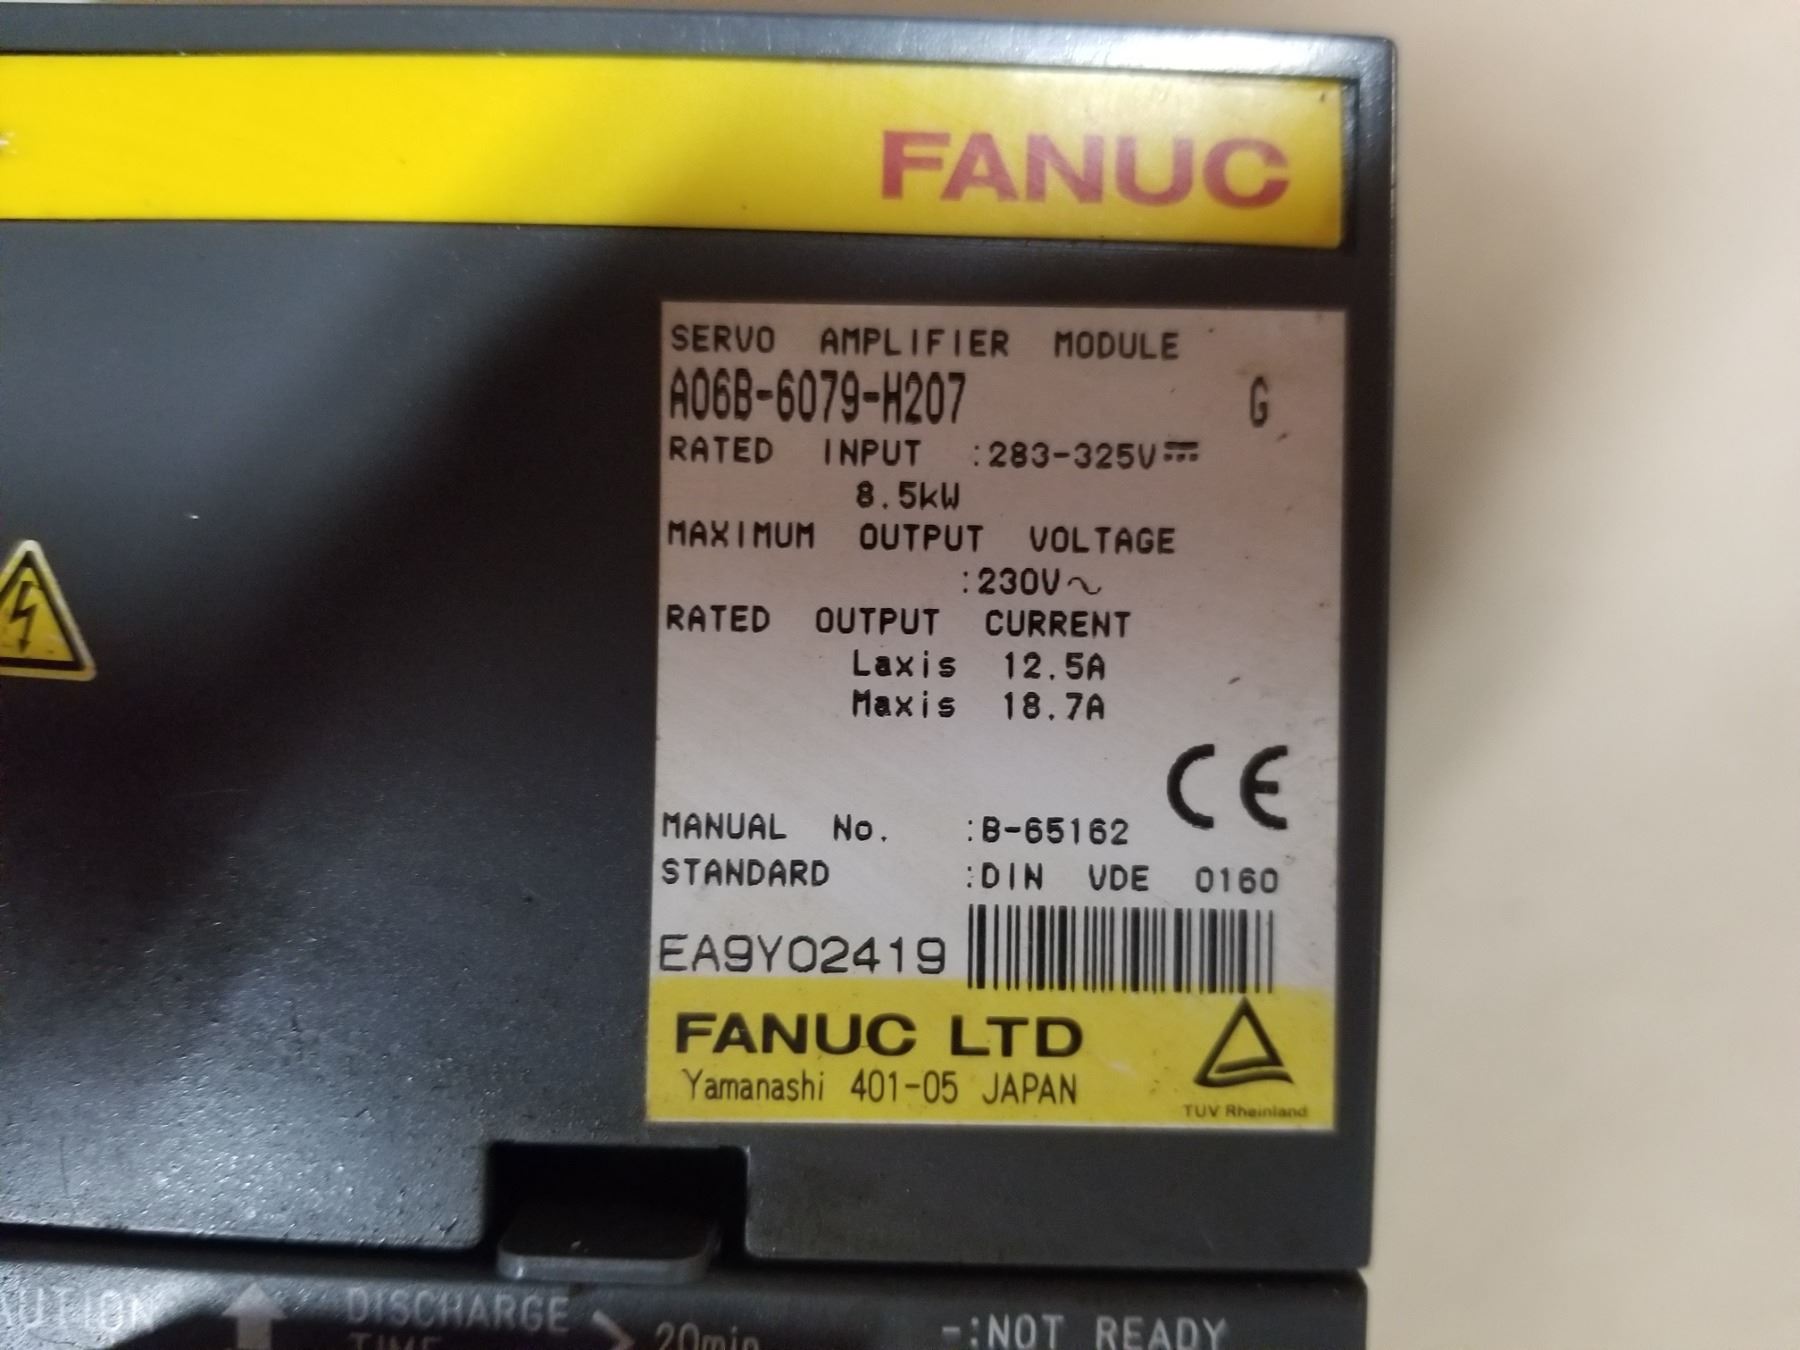 FANUC
SERVO AMPLIFIER MODULE
A06B-6079-H207 G
RATED INPUT :283-325V⎓
8.5kW
MAXIMUM OUTPUT VOLTAGE
:230V~
RATED OUTPUT CURRENT
Laxis 12.5A
Maxis 18.7A
CE
MANUAL No. :B-65162
STANDARD :DIN VDE 0160
EA9Y02419
FANUC LTD
Yamanashi 401-05 JAPAN
TUV Rheinland
AUTION DISCHARGE
TIME > 20min
-:NOT READY